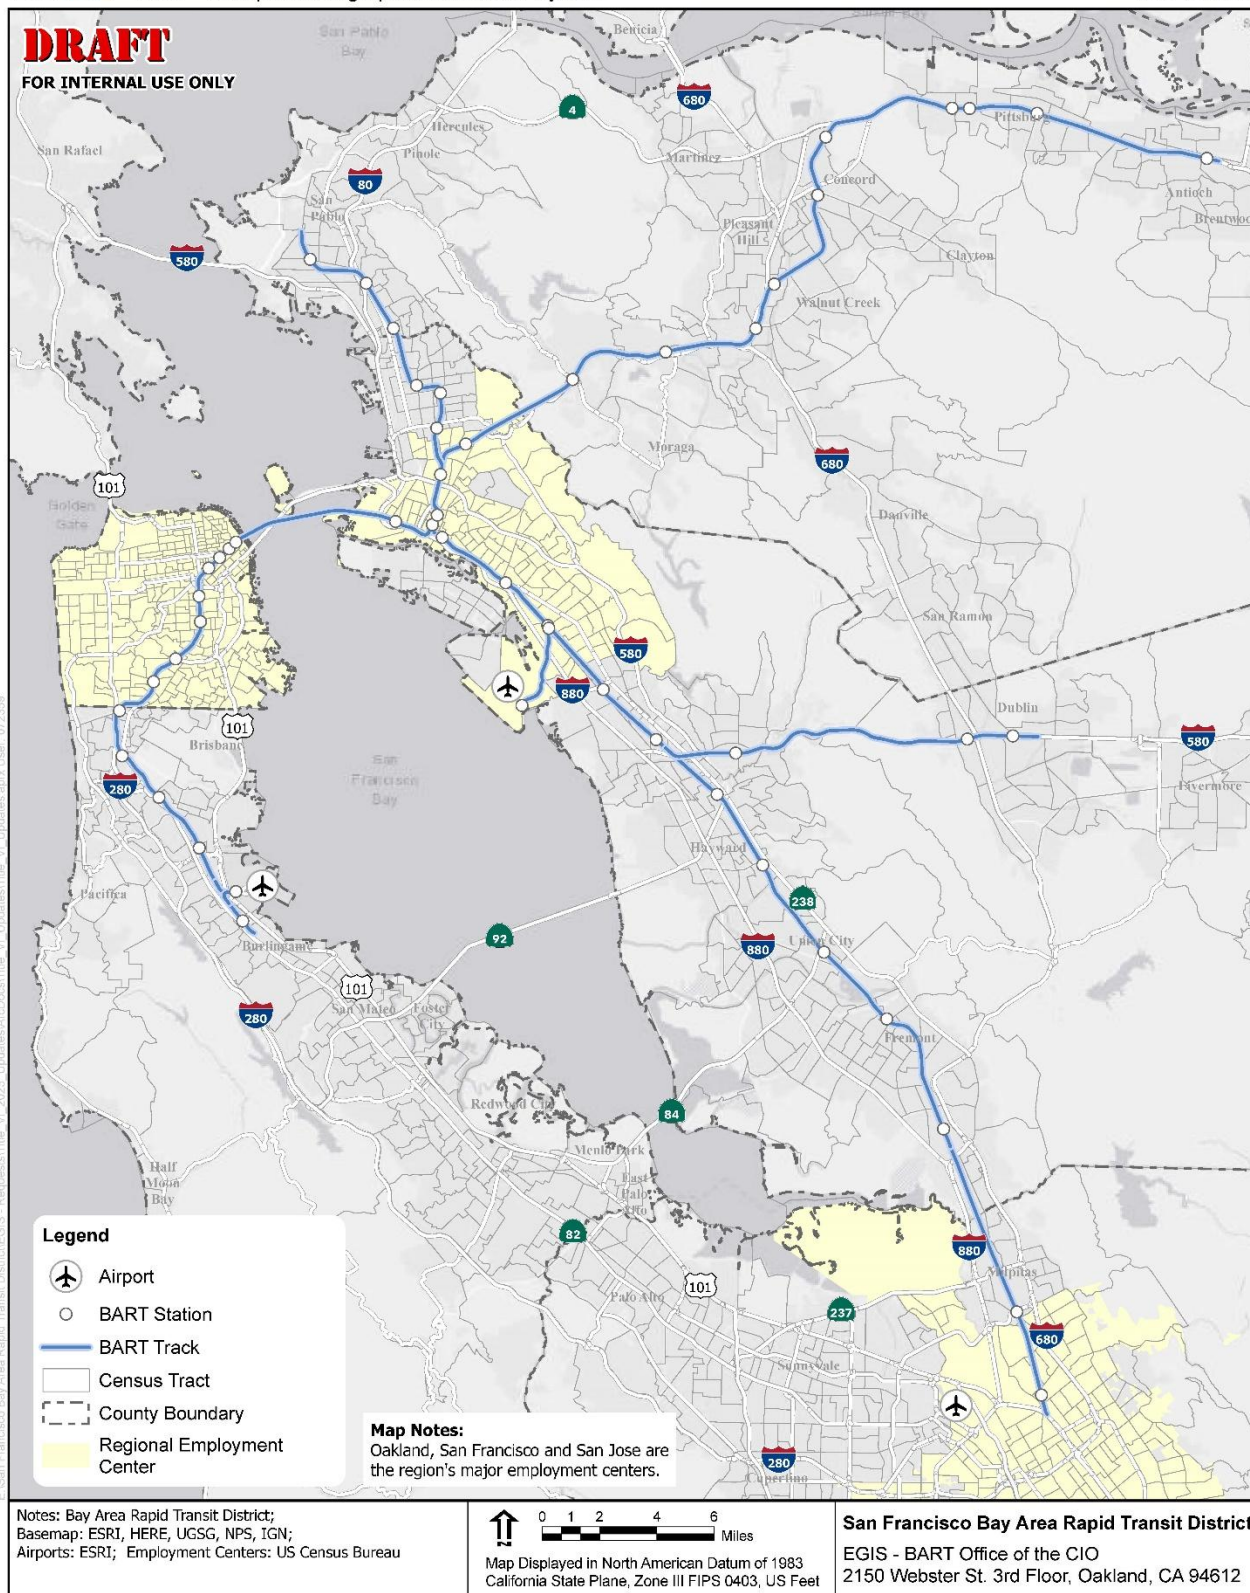 DRAFT
FOR INTERNAL USE ONLY
San Pablo
Bay
Benicia
680
4
Hercules
Pinole
Martinez
Pittsburg
San Rafael
80
San
Pablo
Concord
Antioch
Brentwoo
Pleasant
Hill
Clayton
580
Walnut Creek
Moraga
680
101
Golden
Gate
Danville
San Ramon
580
880
Dublin
580
101
Brisbane
San
Francisco
Bay
280
Livermore
Hayward
238
Pacifica
92
880
Union City
Burlingame
101
280
San Mateo
Foster
City
Fremont
Redwood City
84
Menlo Park
East
Palo
Alto
Half
Moon
Bay
82
880
Milpitas
101
Palo Alto
237
680
Sunnyvale
280
Cupertino
Legend
Airport
BART Station
BART Track
Census Tract
County Boundary
Regional Employment
Center
Map Notes:
Oakland, San Francisco and San Jose are
the region's major employment centers.
Notes: Bay Area Rapid Transit District;
Basemap: ESRI, HERE, UGSG, NPS, IGN;
Airports: ESRI; Employment Centers: US Census Bureau
0 1 2 4 6
Miles
Map Displayed in North American Datum of 1983
California State Plane, Zone III FIPS 0403, US Feet
San Francisco Bay Area Rapid Transit District
EGIS - BART Office of the CIO
2150 Webster St. 3rd Floor, Oakland, CA 94612